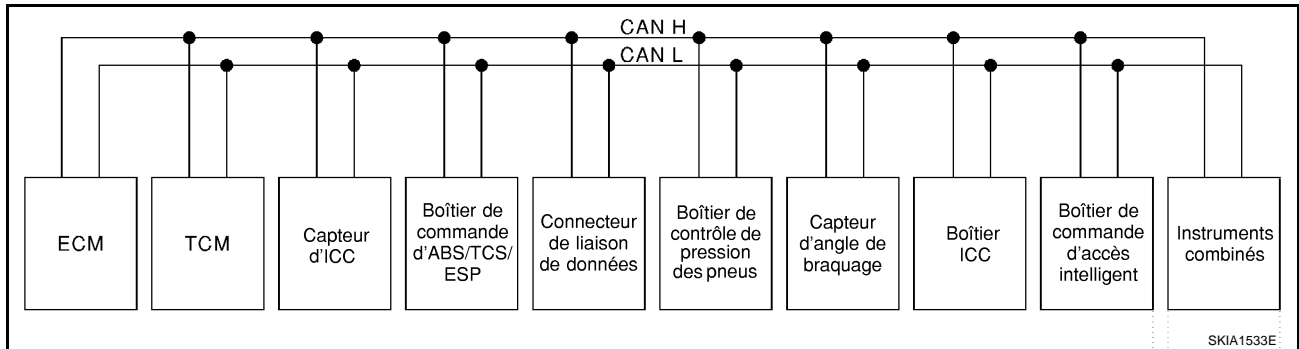 CAN H
CAN L
ECM
TCM
Capteur
d'ICC
Boîtier de
commande
d'ABS/TCS/
ESP
Connecteur
de liaison
de données
Boîtier de
contrôle de
pression
des pneus
Capteur
d'angle de
braquage
Boîtier
ICC
Boîtier de
commande
d'accès
intelligent
Instruments
combinés
SKIA1533E